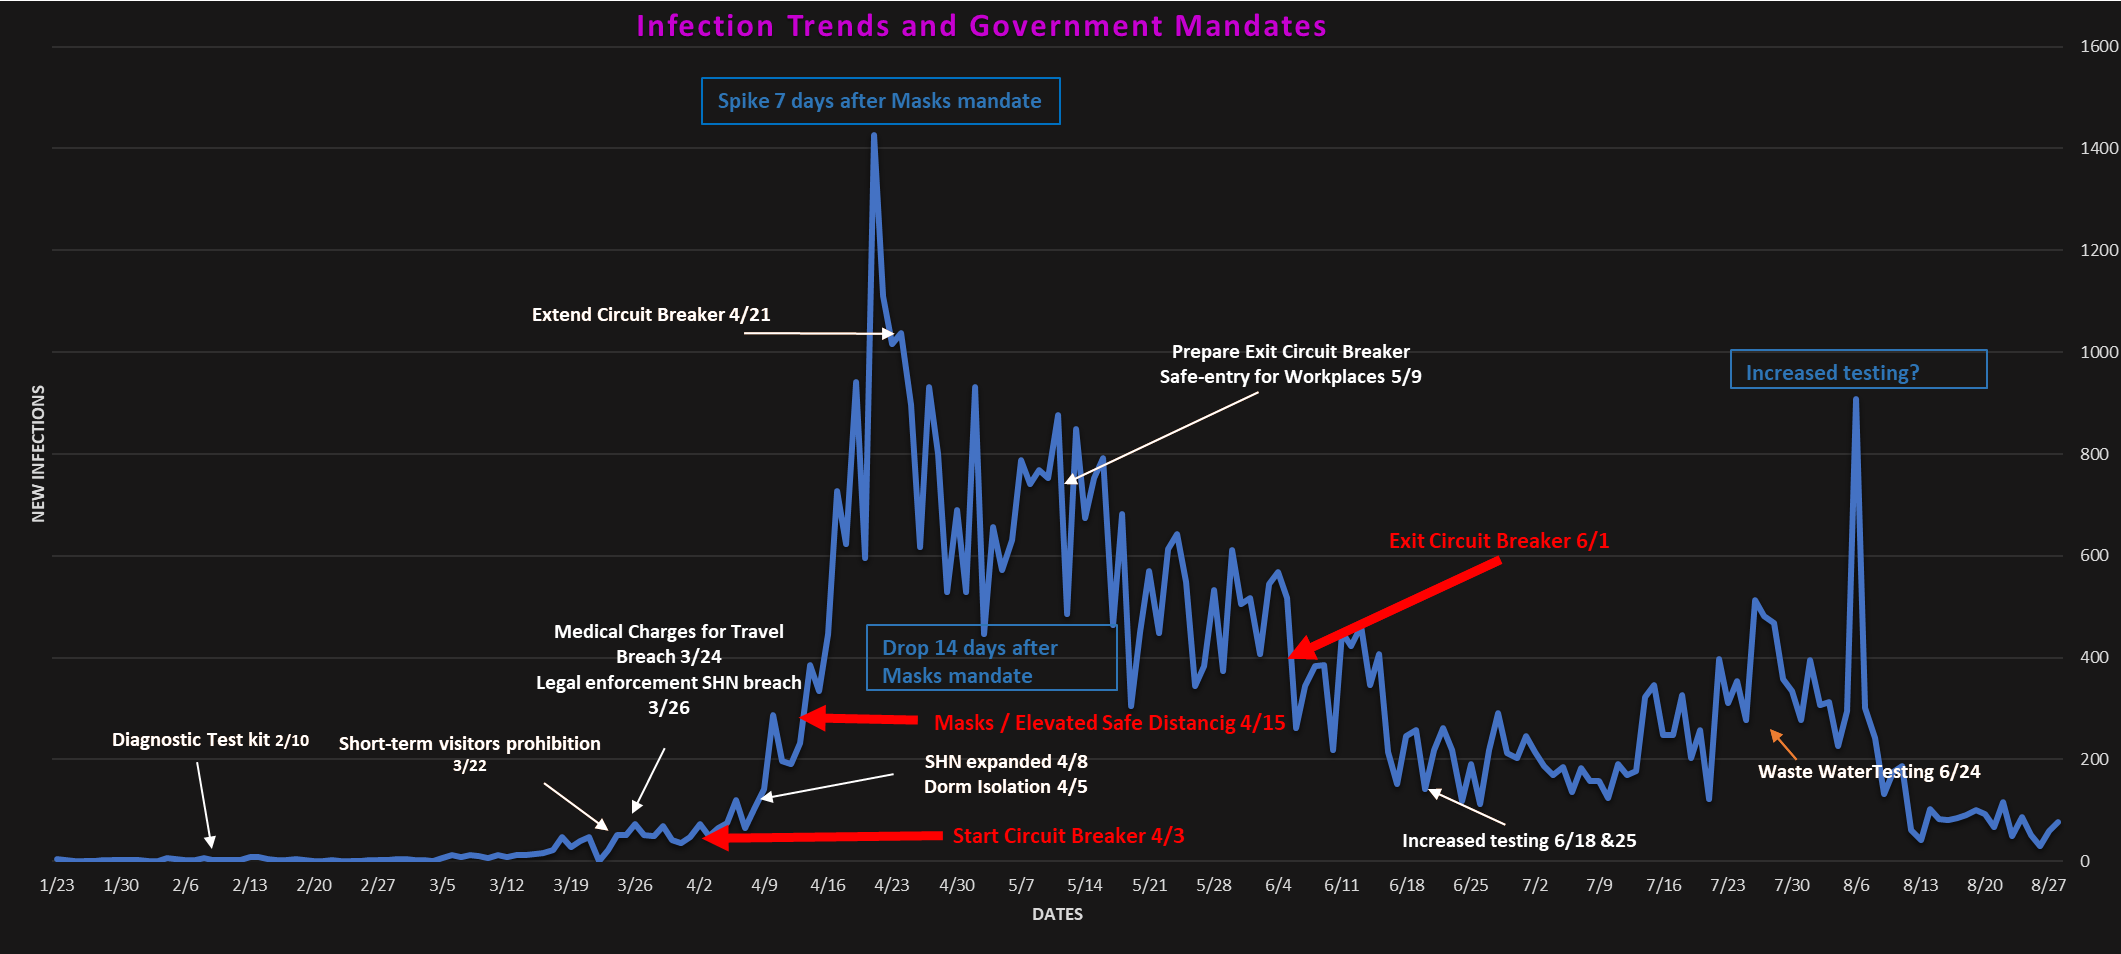 Infection Trends and Government Mandates
1600
Spike 7 days after Masks mandate
1400
1200
Extend Circuit Breaker 4/21
Prepare Exit Circuit Breaker
Safe-entry for Workplaces 5/9
1000
Increased testing?
NEW INFECTIONS
800
Exit Circuit Breaker 6/1
600
Medical Charges for Travel
Breach 3/24
Legal enforcement SHN breach
3/26
Drop 14 days after
Masks mandate
400
Masks / Elevated Safe Distancig 4/15
Diagnostic Test kit 2/10
Short-term visitors prohibition
3/22
SHN expanded 4/8
Dorm Isolation 4/5
Waste WaterTesting 6/24
200
Start Circuit Breaker 4/3
Increased testing 6/18 &25
0
1/23 1/30 2/6 2/13 2/20 2/27 3/5 3/12 3/19 3/26 4/2 4/9 4/16 4/23 4/30 5/7 5/14 5/21 5/28 6/4 6/11 6/18 6/25 7/2 7/9 7/16 7/23 7/30 8/6 8/13 8/20 8/27
DATES